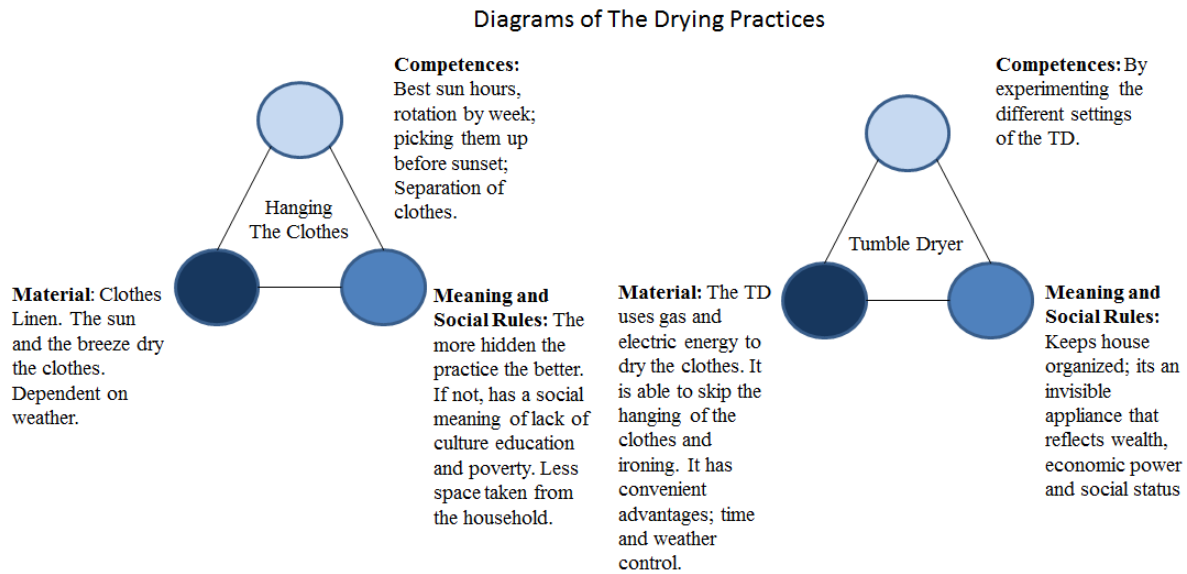 Diagrams of The Drying Practices
Competences:
Best sun hours,
rotation by week;
picking them up
before sunset;
Separation of
clothes.
Hanging
The Clothes
Material: Clothes
Linen. The sun
and the breeze dry
the clothes.
Dependent on
weather.
Meaning and
Social Rules: The
more hidden the
practice the better.
If not, has a social
meaning of lack of
culture education
and poverty. Less
space taken from
the household.
Competences: By
experimenting the
different settings
of the TD.
Tumble Dryer
Material: The TD
uses gas and
electric energy to
dry the clothes. It
is able to skip the
hanging of the
clothes and
ironing. It has
convenient
advantages; time
and weather
control.
Meaning and
Social Rules:
Keeps house
organized; its an
invisible
appliance that
reflects wealth,
economic power
and social status